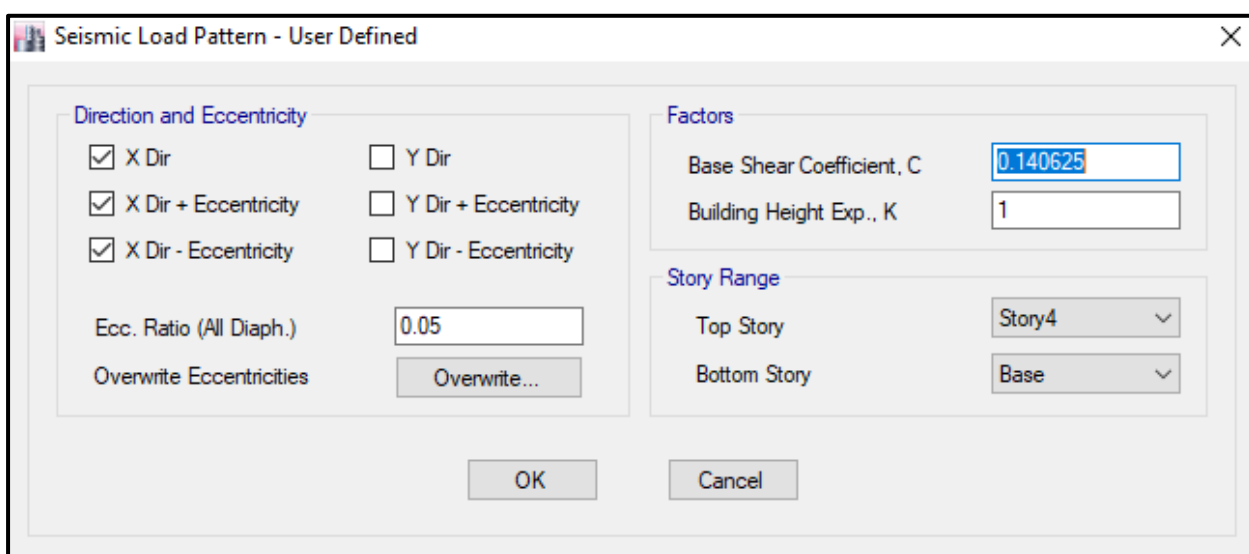 Seismic Load Pattern - User Defined
Direction and Eccentricity
X Dir
Y Dir
X Dir + Eccentricity
Y Dir + Eccentricity
X Dir - Eccentricity
Y Dir - Eccentricity
Ecc. Ratio (All Diaph.)
0.05
Overwrite Eccentricities
Overwrite...
Factors
Base Shear Coefficient, C
0.140625
Building Height Exp., K
1
Story Range
Top Story
Story4
Bottom Story
Base
OK
Cancel